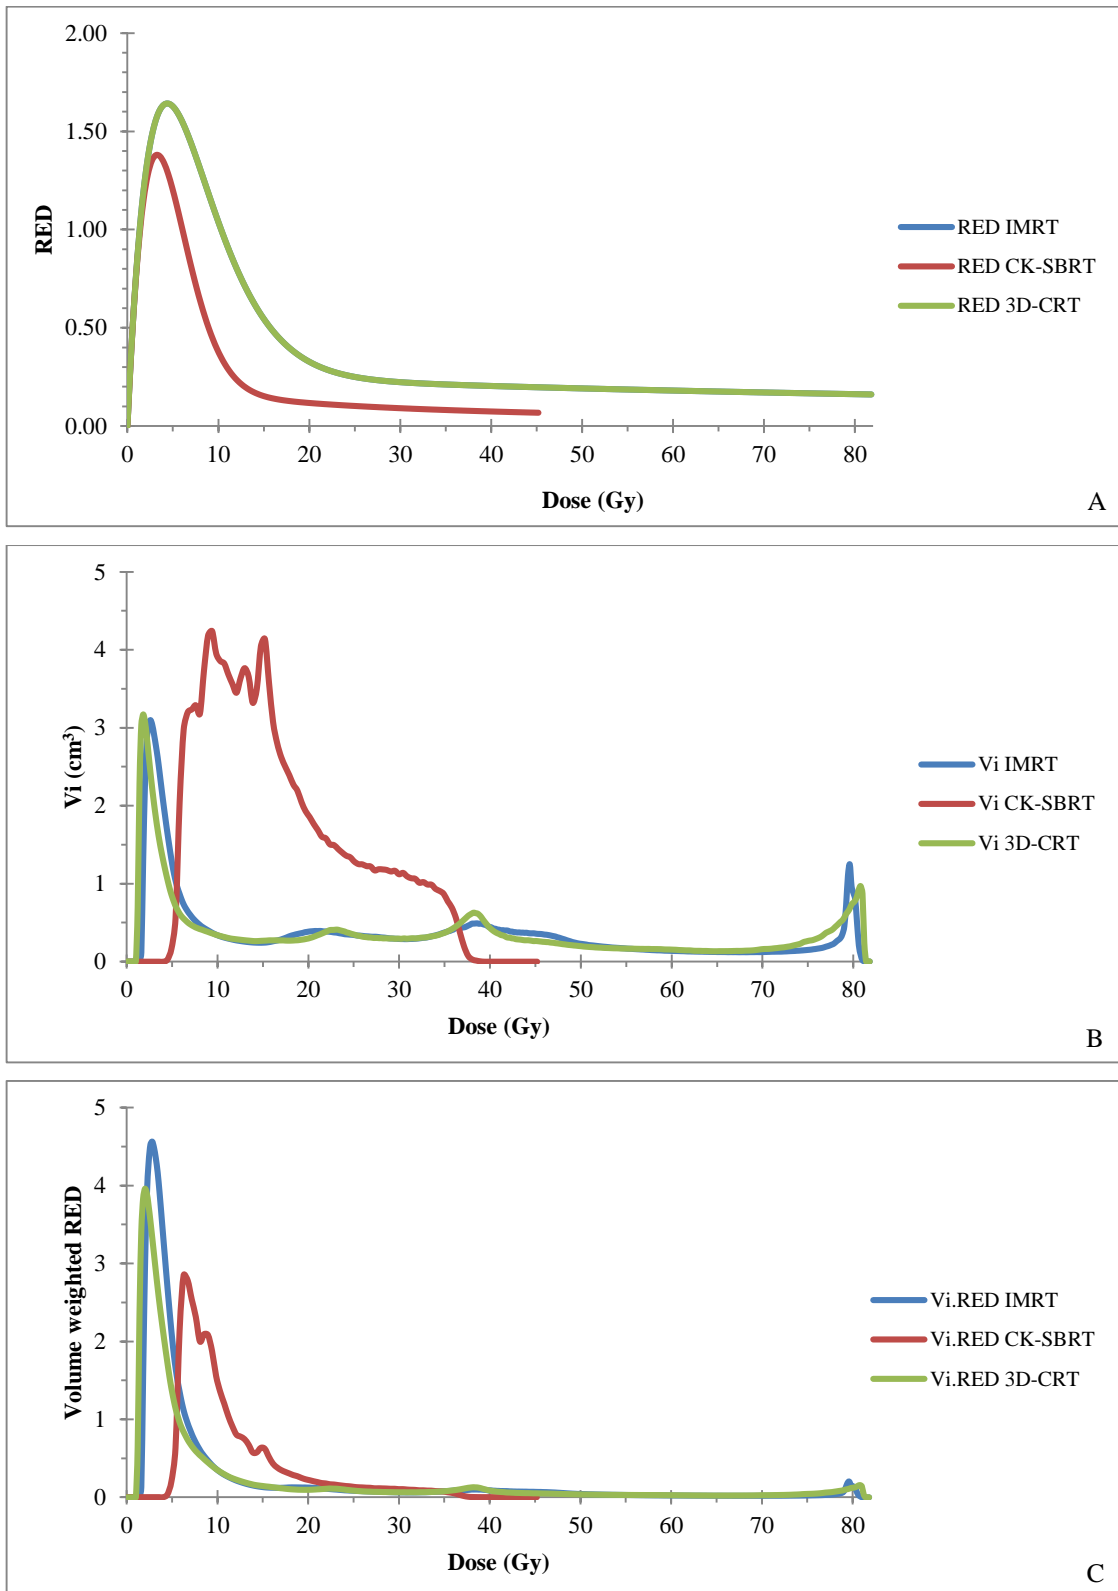 2.00
1.50
1.00
0.50
0.00
RED
0 10 20 30 40 50 60 70 80
Dose (Gy)
RED IMRT
RED CK-SBRT
RED 3D-CRT
A
5
4
3
2
1
0
Vi (cm³)
0 10 20 30 40 50 60 70 80
Dose (Gy)
Vi IMRT
Vi CK-SBRT
Vi 3D-CRT
B
5
4
3
2
1
0
Volume weighted RED
0 10 20 30 40 50 60 70 80
Dose (Gy)
Vi.RED IMRT
Vi.RED CK-SBRT
Vi.RED 3D-CRT
C